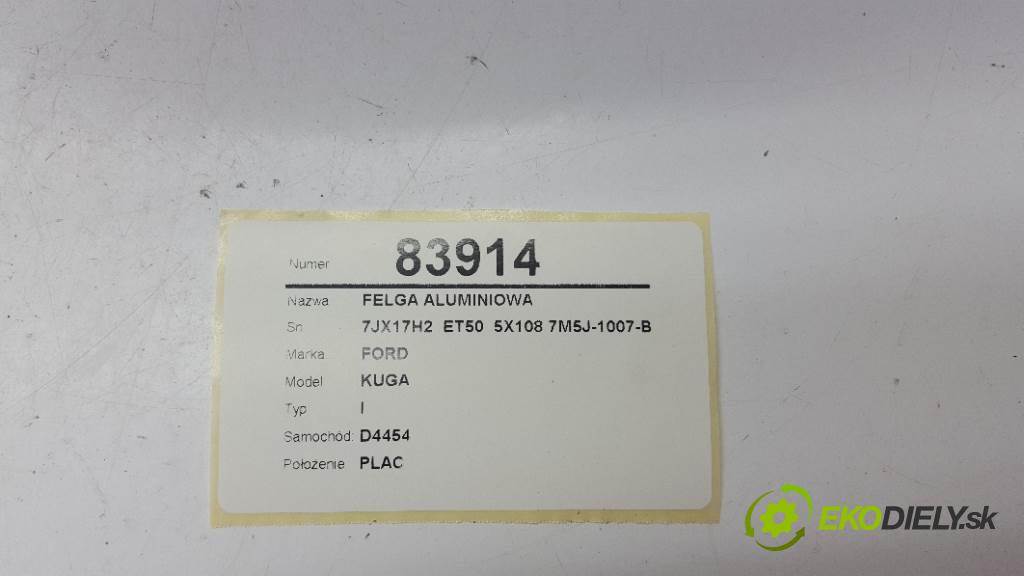 Numer 83914
Nazwa FELGA ALUMINIOWA
Sn 7JX17H2 ET50 5X108 7M5J-1007-B
Marka FORD
Model KUGA
Typ I
Samochód: D4454
Położenie PLAC
EKODIELY.sk